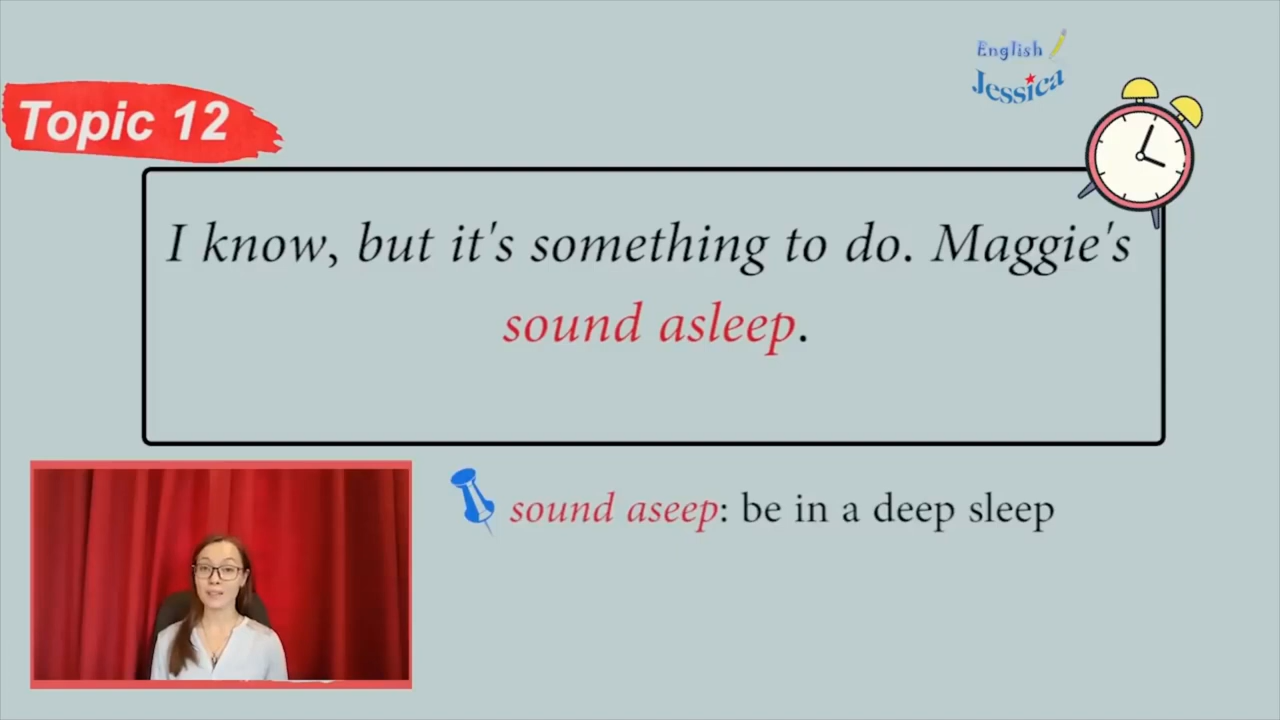 English
Jessica
Topic 12
I know, but it's something to do. Maggie's
sound asleep.
sound aseep: be in a deep sleep